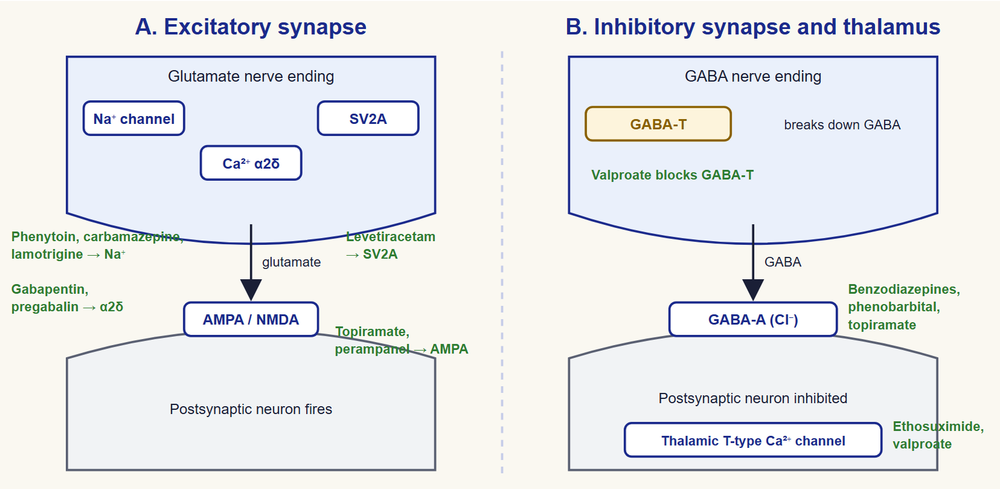 A. Excitatory synapse
Glutamate nerve ending
Na⁺ channel
SV2A
Ca²⁺ α2δ
Phenytoin, carbamazepine,
lamotrigine → Na⁺
Levetiracetam
→ SV2A
glutamate
Gabapentin,
pregabalin → α2δ
AMPA / NMDA
Topiramate,
perampanel → AMPA
Postsynaptic neuron fires
B. Inhibitory synapse and thalamus
GABA nerve ending
GABA-T
breaks down GABA
Valproate blocks GABA-T
GABA
Benzodiazepines,
phenobarbital,
topiramate
GABA-A (Cl⁻)
Postsynaptic neuron inhibited
Thalamic T-type Ca²⁺ channel
Ethosuximide,
valproate